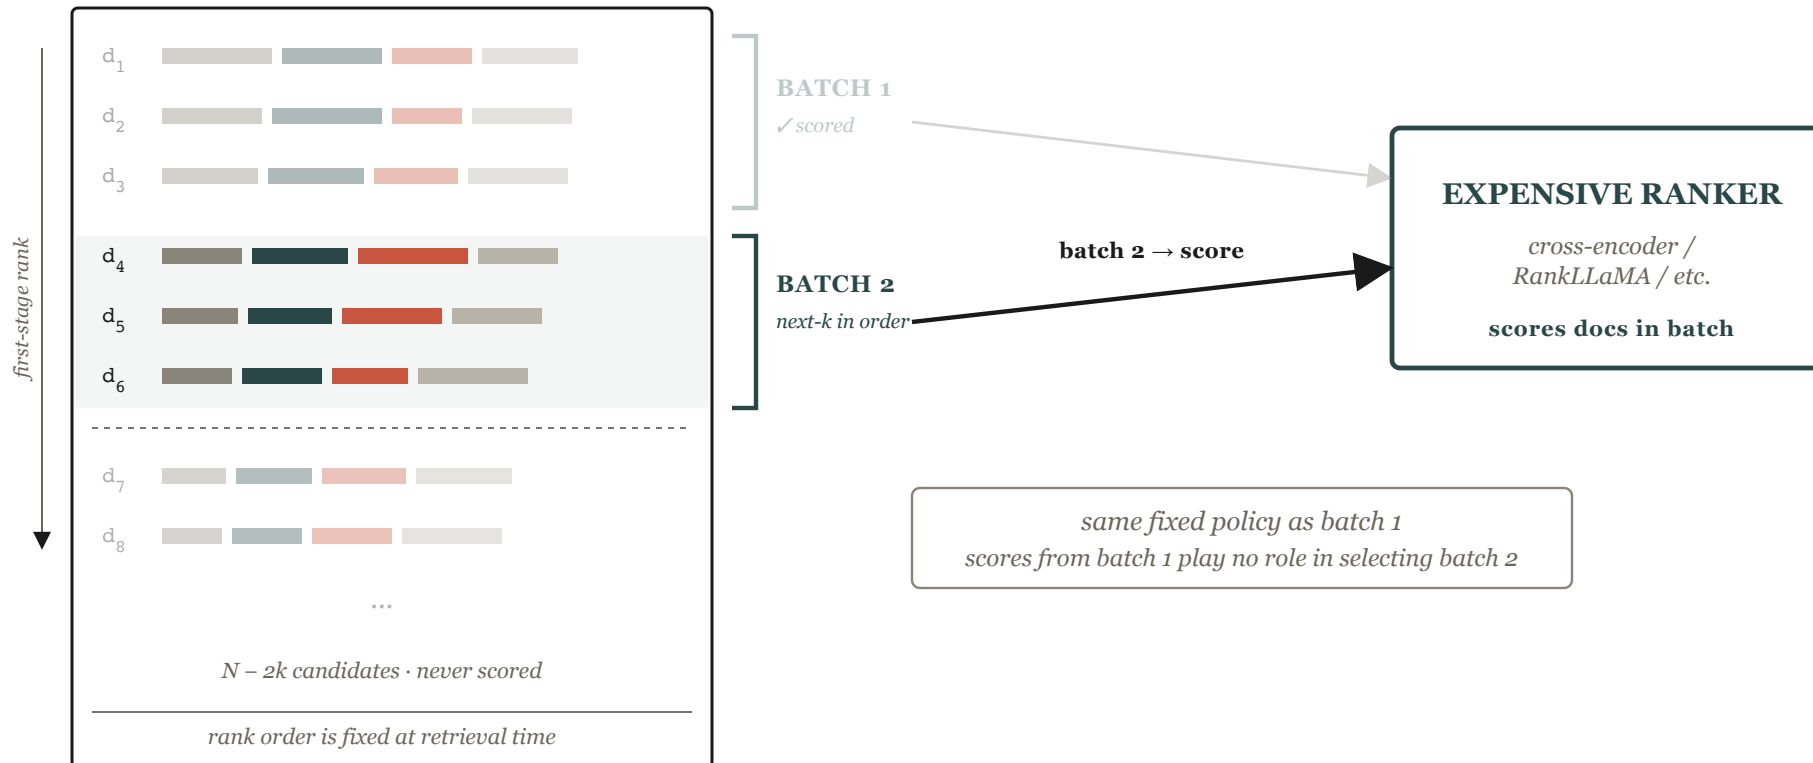 first-stage rank
d1
d2
d3
d4
d5
d6
d7
d8
...
N – 2k candidates · never scored
rank order is fixed at retrieval time
BATCH 1
✓ scored
BATCH 2
next-k in order
batch 2 → score
EXPENSIVE RANKER
cross-encoder /
RankLLaMA / etc.
scores docs in batch
same fixed policy as batch 1
scores from batch 1 play no role in selecting batch 2